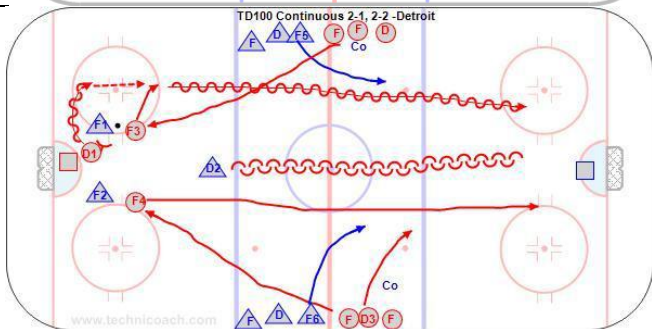 TD100 Continuous 2-1, 2-2 -Detroit
F D F5 F F D
Co
F1 F3
D1
D2
F2 F4
Co
F D F6 F D3 F
www.technicoach.com